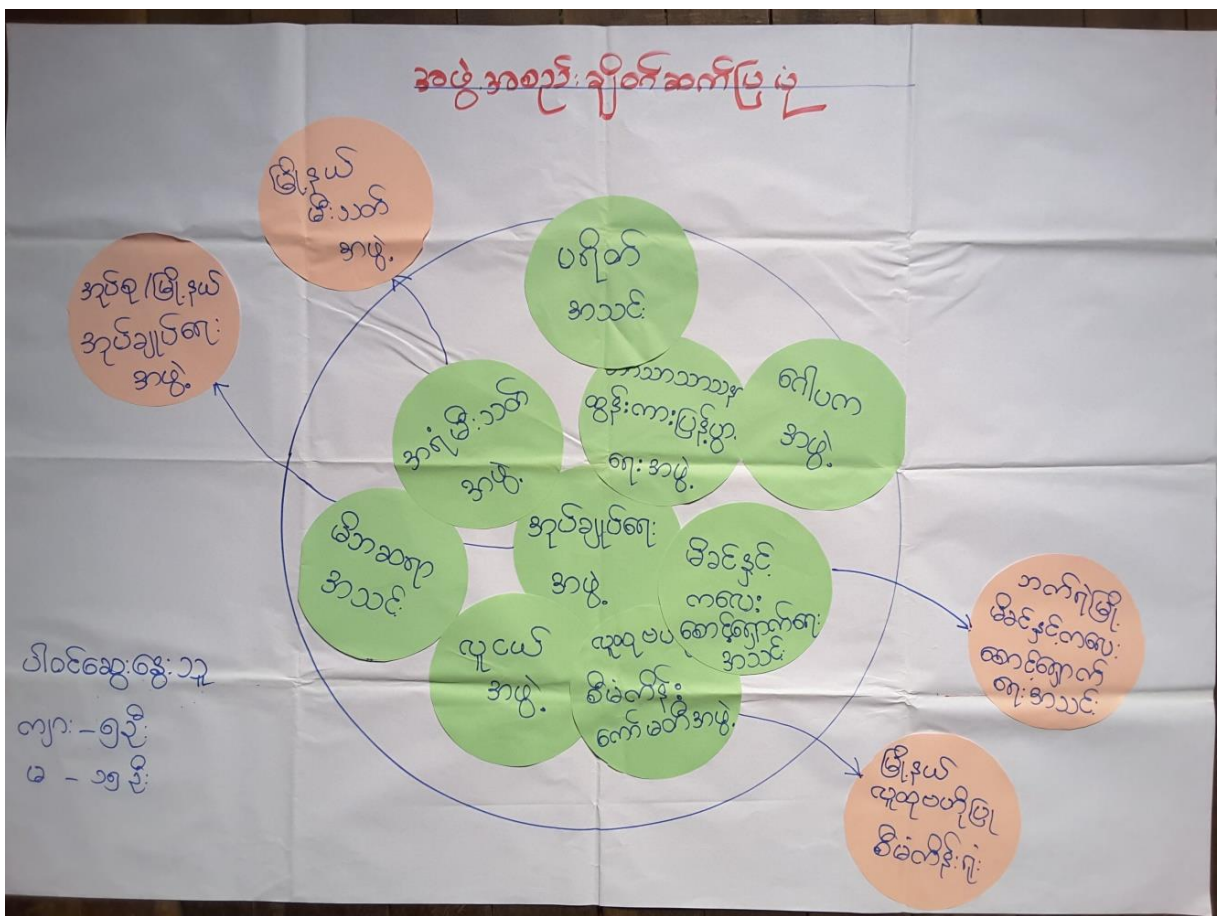 အဖွဲ့အစည်းချိတ်ဆက်ပြပုံ
မြို့နယ်
မီးသတ်
အဖွဲ့
အုပ်စု/မြို့နယ်
အုပ်ချုပ်ရေး
အဖွဲ့
ပရိတ်
အသင်း
ဘာသာသာသနာ
ထွန်းကားပြန့်ပွား
ရေးအဖွဲ့
ဂေါပက
အဖွဲ့
အရံမီးသတ်
အဖွဲ့
မိဘဆရာ
အသင်း
အုပ်ချုပ်ရေး
အဖွဲ့
မိခင်နှင့်
ကလေး
စောင့်ရှောက်ရေး
အသင်း
လူငယ်
အဖွဲ့
လူထုဗဟ
စီမံကိန်း
ကော်မတီအဖွဲ့
ဘက်ရဲမြို့
မိခင်နှင့်ကလေး
စောင့်ရှောက်
ရေးအသင်း
မြို့နယ်
လူထုဗဟိုပြု
စီမံကိန်းရုံး
ပါဝင်ဆွေးနွေးသူ
ကျား - ၅ဦး
မ - ၁၅ဦး